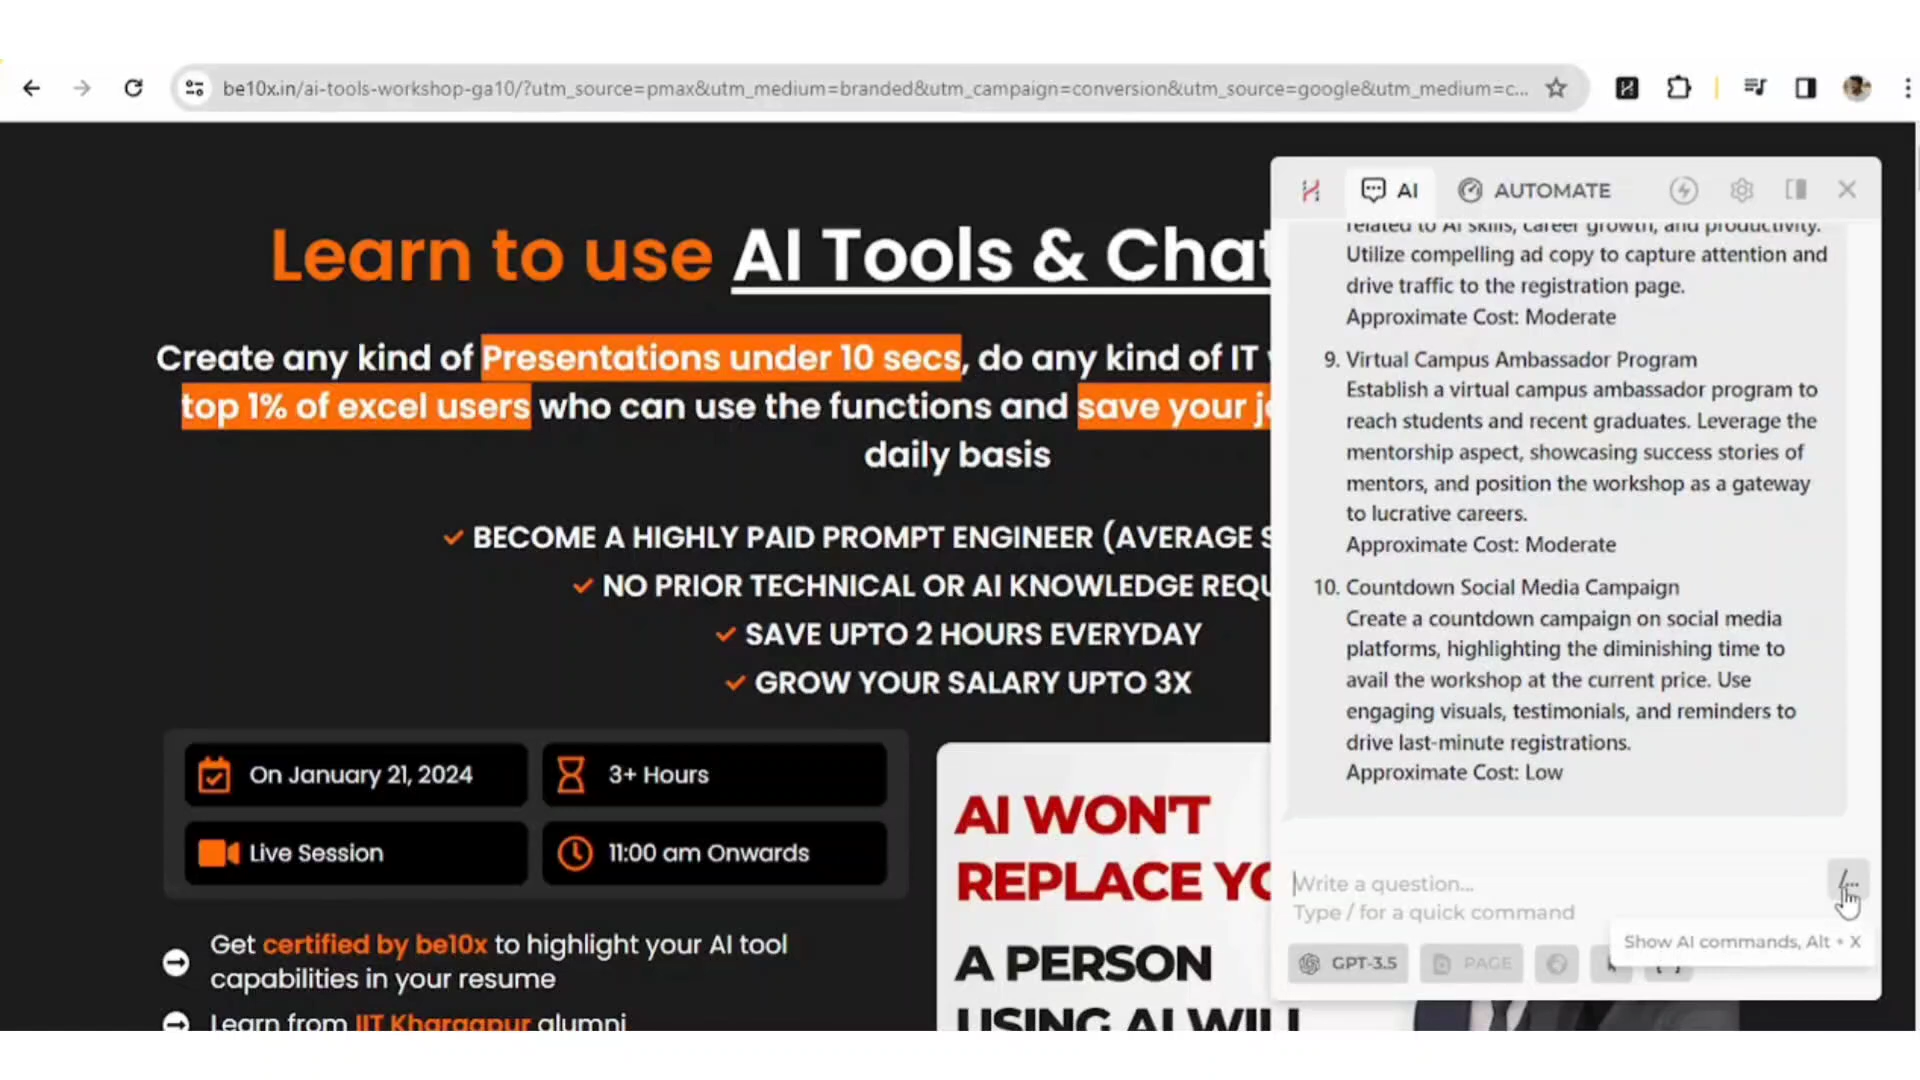 be10x.in/ai-tools-workshop-ga10/?utm_source=pmax&utm_medium=branded&utm_campaign=conversion&utm_source=google&utm_medium=c...
Learn to use AI Tools & Chat
Create any kind of Presentations under 10 secs, do any kind of IT
top 1% of excel users who can use the functions and save your
daily basis
BECOME A HIGHLY PAID PROMPT ENGINEER (AVERAGE
NO PRIOR TECHNICAL OR AI KNOWLEDGE
SAVE UPTO 2 HOURS EVERYDAY
GROW YOUR SALARY UPTO 3X
On January 21, 2024
3+ Hours
Live Session
11:00 am Onwards
Get certified by be10x to highlight your AI tool
capabilities in your resume
Learn from IIT Kharagpur alumni
AI WON'T
REPLACE
A PERSON
USING AI WILL
AI
AUTOMATE
related to AI skills, career growth, and productivity.
Utilize compelling ad copy to capture attention and
drive traffic to the registration page.
Approximate Cost: Moderate
9. Virtual Campus Ambassador Program
Establish a virtual campus ambassador program to
reach students and recent graduates. Leverage the
mentorship aspect, showcasing success stories of
mentors, and position the workshop as a gateway
to lucrative careers.
Approximate Cost: Moderate
10. Countdown Social Media Campaign
Create a countdown campaign on social media
platforms, highlighting the diminishing time to
avail the workshop at the current price. Use
engaging visuals, testimonials, and reminders to
drive last-minute registrations.
Approximate Cost: Low
Write a question...
Type / for a quick command
Show AI commands, Alt + X
GPT-3.5
PAGE